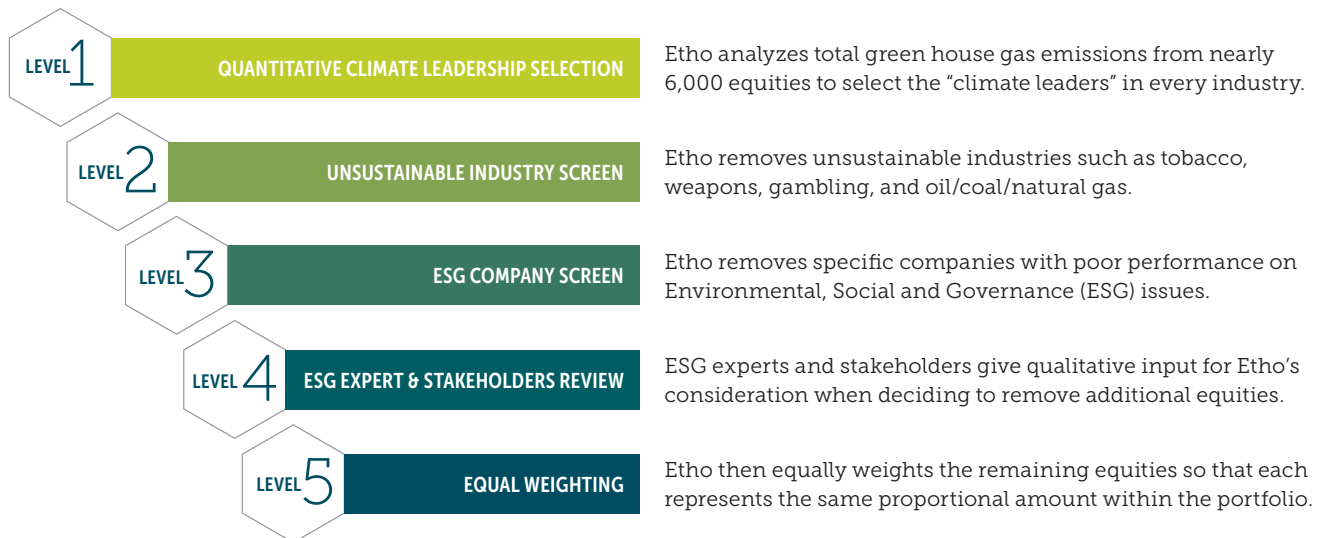 LEVEL 1
QUANTITATIVE CLIMATE LEADERSHIP SELECTION
Etho analyzes total green house gas emissions from nearly
6,000 equities to select the “climate leaders” in every industry.
LEVEL 2
UNSUSTAINABLE INDUSTRY SCREEN
Etho removes unsustainable industries such as tobacco,
weapons, gambling, and oil/coal/natural gas.
LEVEL 3
ESG COMPANY SCREEN
Etho removes specific companies with poor performance on
Environmental, Social and Governance (ESG) issues.
LEVEL 4
ESG EXPERT & STAKEHOLDERS REVIEW
ESG experts and stakeholders give qualitative input for Etho’s
consideration when deciding to remove additional equities.
LEVEL 5
EQUAL WEIGHTING
Etho then equally weights the remaining equities so that each
represents the same proportional amount within the portfolio.